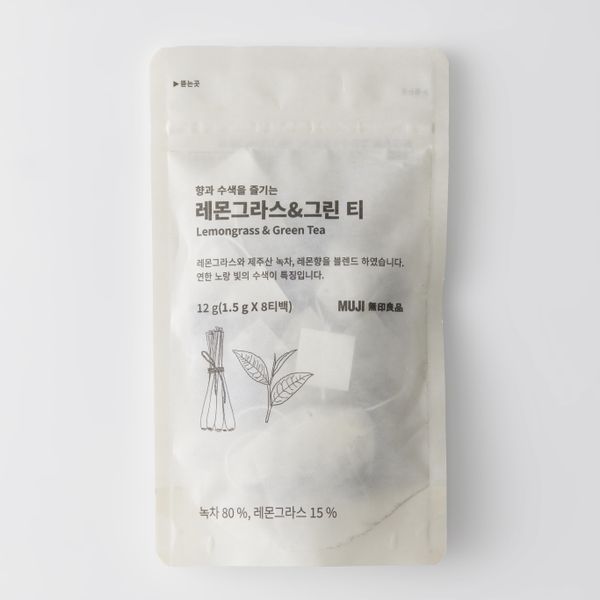 ▶뜯는곳
향과 수색을 즐기는
레몬그라스&그린 티
Lemongrass & Green Tea
레몬그라스와 제주산 녹차, 레몬향을 블렌드 하였습니다.
연한 노랑 빛의 수색이 특징입니다.
12 g(1.5 g X 8티백)
MUJI 無印良品
녹차 80 %, 레몬그라스 15 %